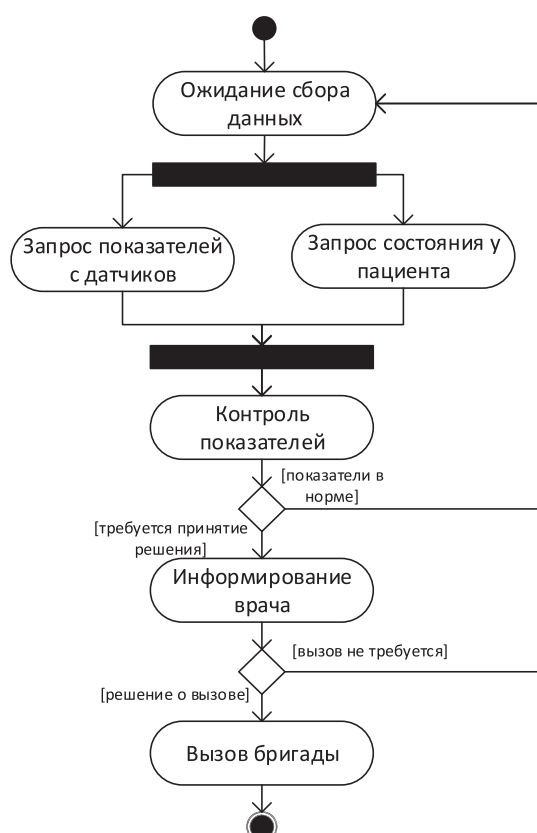 Ожидание сбора
данных
Запрос показателей
с датчиков
Запрос состояния у
пациента
Контроль
показателей
[показатели в
норме]
[требуется принятие
решения]
Информирование
врача
[вызов не требуется]
[решение о вызове]
Вызов бригады